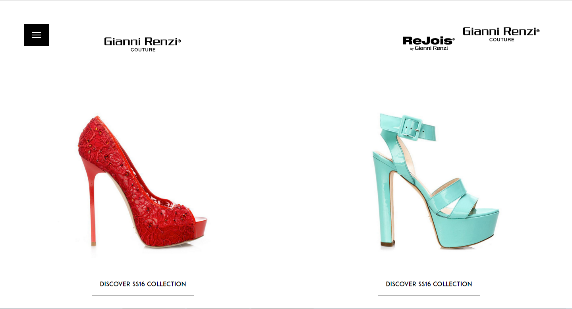 Gianni Renzi®
COUTURE
ReJois®
by Gianni Renzi
Gianni Renzi®
COUTURE
DISCOVER SS16 COLLECTION
DISCOVER SS16 COLLECTION